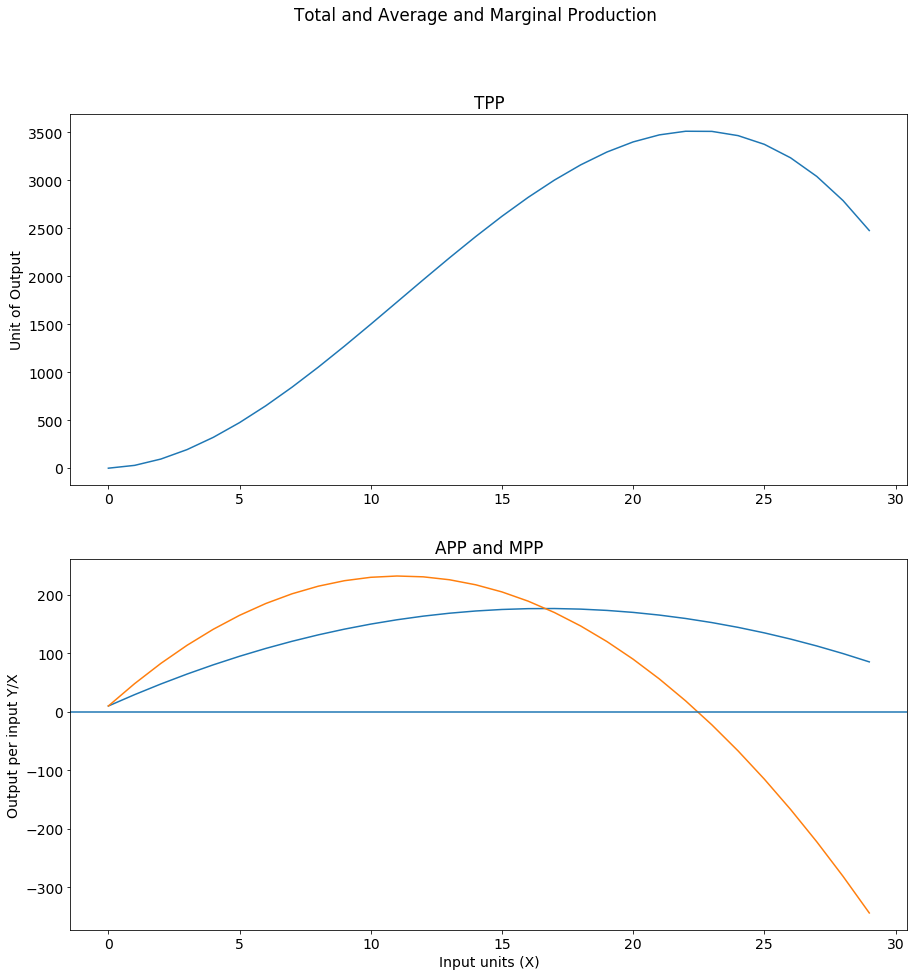 Total and Average and Marginal Production
TPP
3500
3000
2500
2000
1500
1000
500
0
Unit of Output
0 5 10 15 20 25 30
APP and MPP
200
100
0
−100
−200
−300
Output per input Y/X
0 5 10 15 20 25 30
Input units (X)